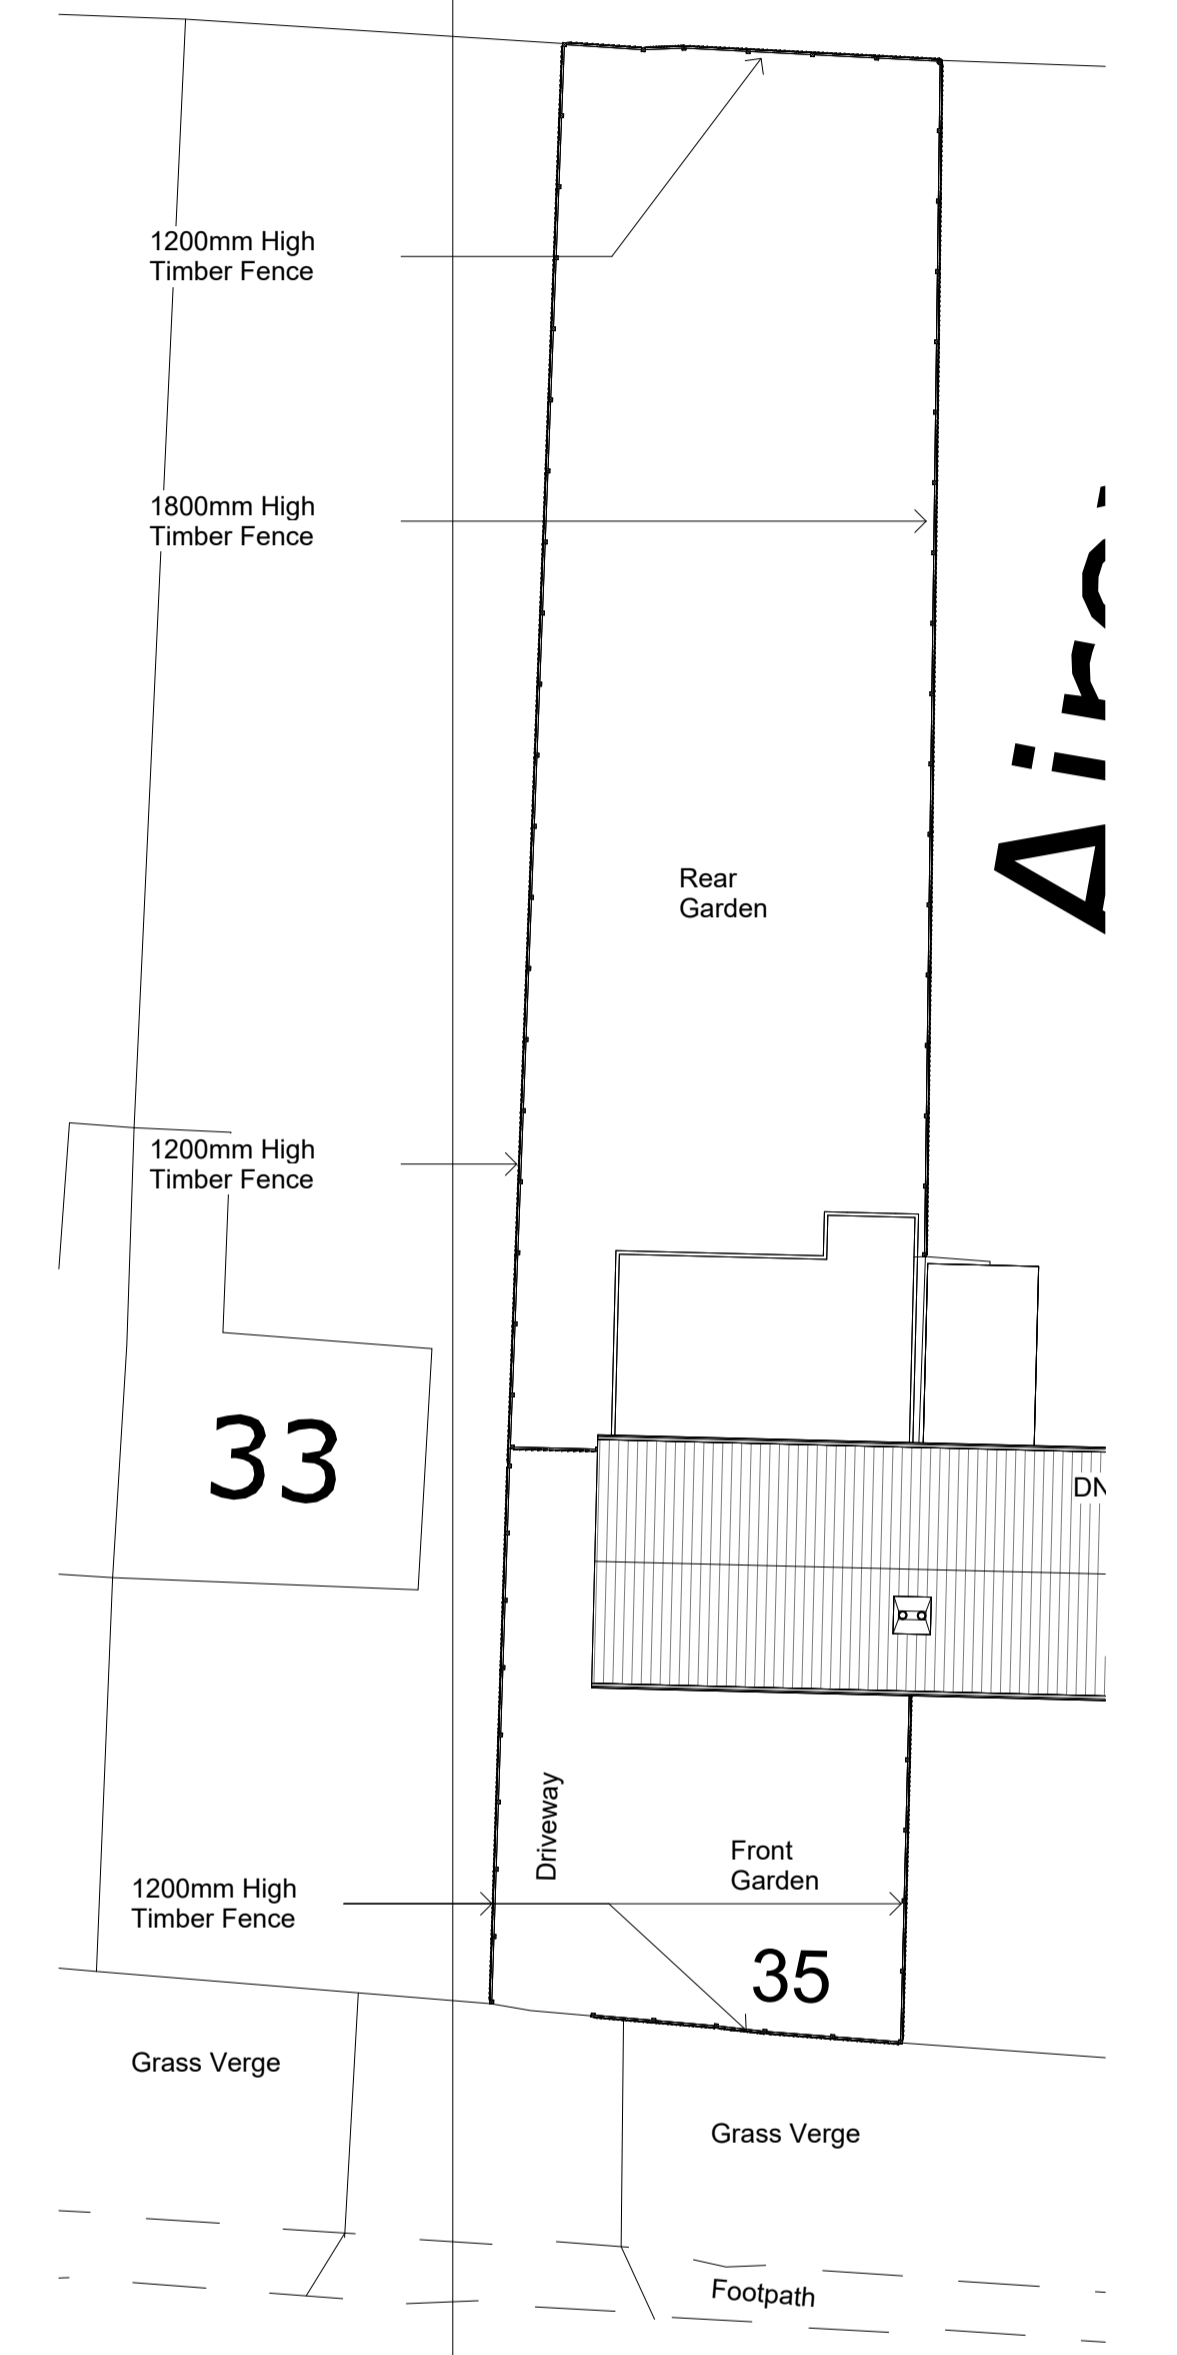 1200mm High
Timber Fence
1800mm High
Timber Fence
Rear
Garden
1200mm High
Timber Fence
33
Driveway
Front
Garden
1200mm High
Timber Fence
35
Grass Verge
Grass Verge
Footpath